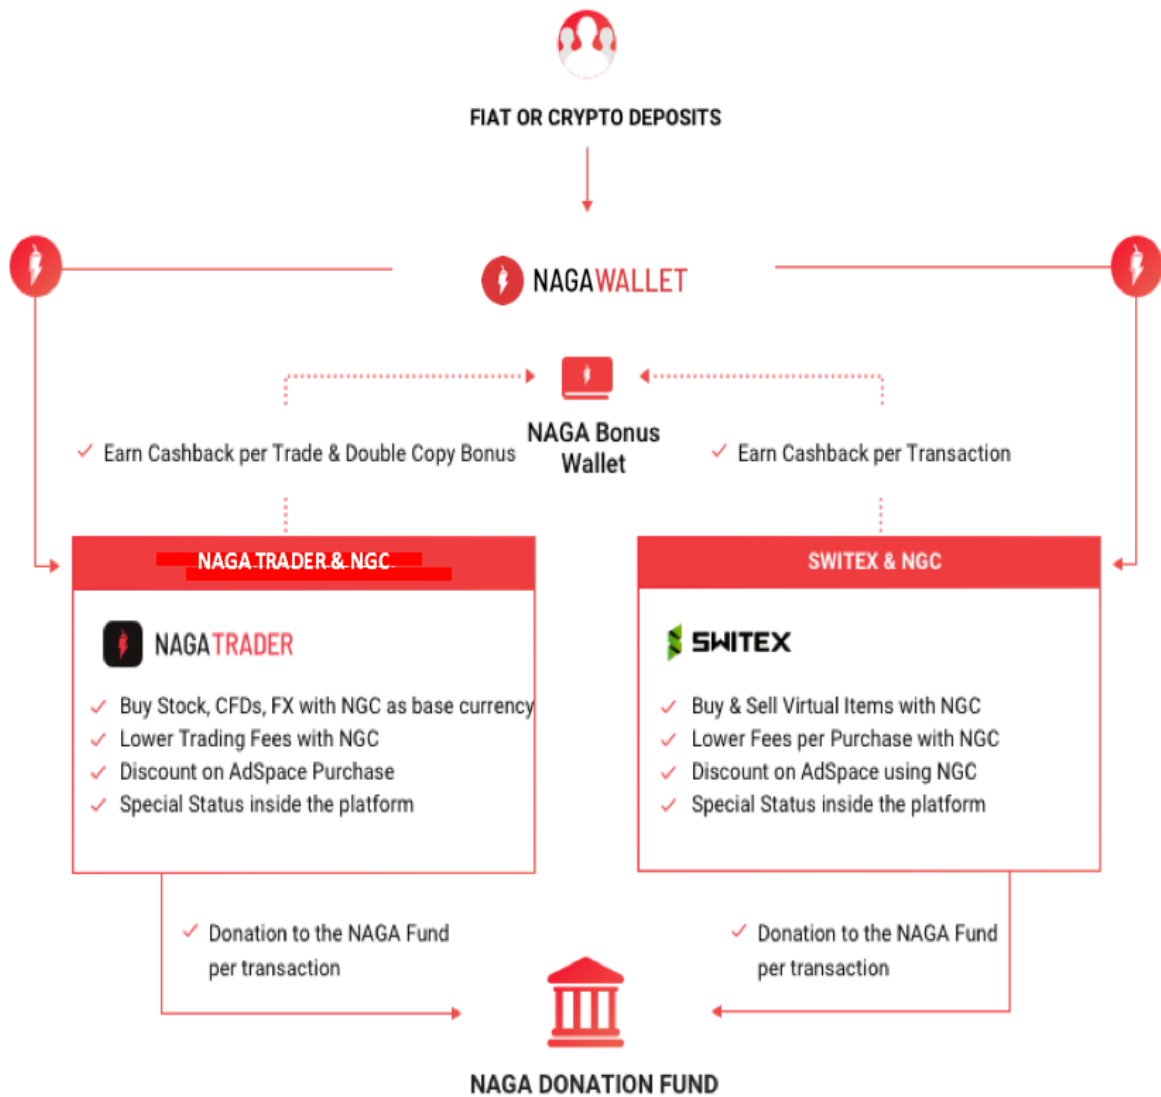 FIAT OR CRYPTO DEPOSITS
NAGAWALLET
NAGA Bonus
Wallet
Earn Cashback per Trade & Double Copy Bonus
Earn Cashback per Transaction
NAGA TRADER & NGC
NAGATRADER
Buy Stock, CFDs, FX with NGC as base currency
Lower Trading Fees with NGC
Discount on AdSpace Purchase
Special Status inside the platform
SWITEX & NGC
SWITEX
Buy & Sell Virtual Items with NGC
Lower Fees per Purchase with NGC
Discount on AdSpace using NGC
Special Status inside the platform
Donation to the NAGA Fund
per transaction
Donation to the NAGA Fund
per transaction
NAGA DONATION FUND